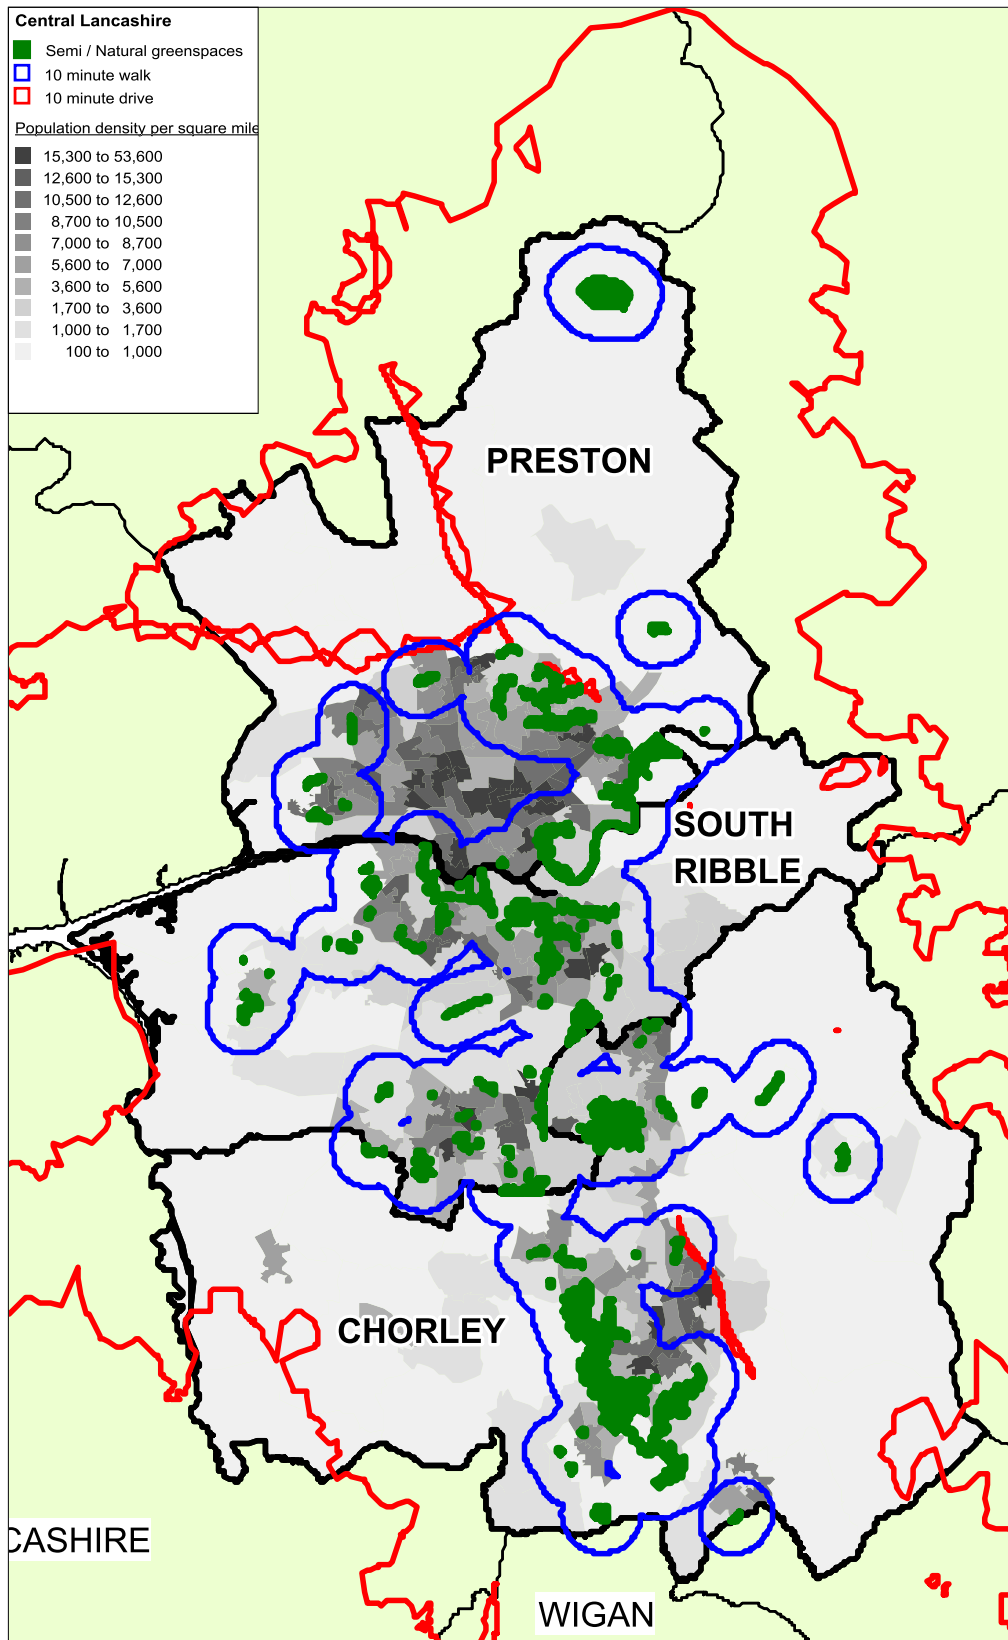 Central Lancashire
Semi / Natural greenspaces
10 minute walk
10 minute drive
Population density per square mile
15,300 to 53,600
12,600 to 15,300
10,500 to 12,600
8,700 to 10,500
7,000 to 8,700
5,600 to 7,000
3,600 to 5,600
1,700 to 3,600
1,000 to 1,700
100 to 1,000
PRESTON
SOUTH
RIBBLE
CHORLEY
CASHIRE
WIGAN